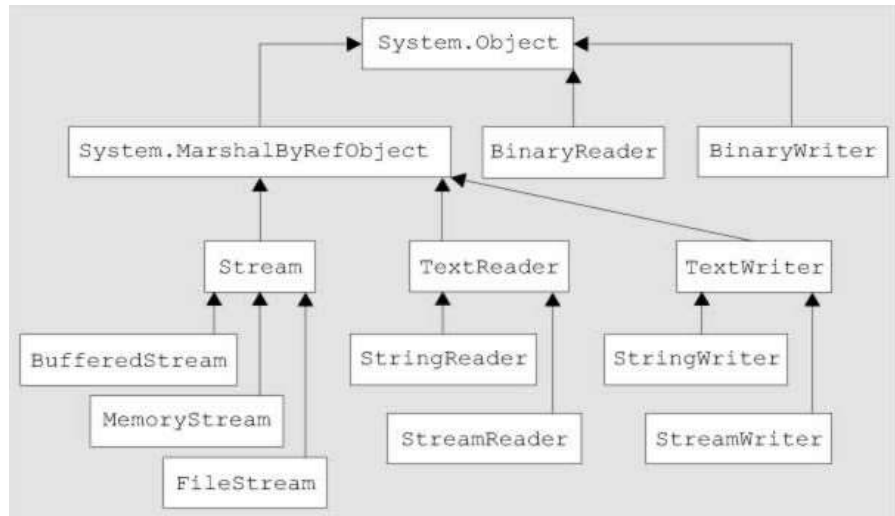 System.Object
System.MarshalByRefObject
BinaryReader
BinaryWriter
Stream
TextReader
TextWriter
BufferedStream
StringReader
StringWriter
MemoryStream
StreamReader
StreamWriter
FileStream